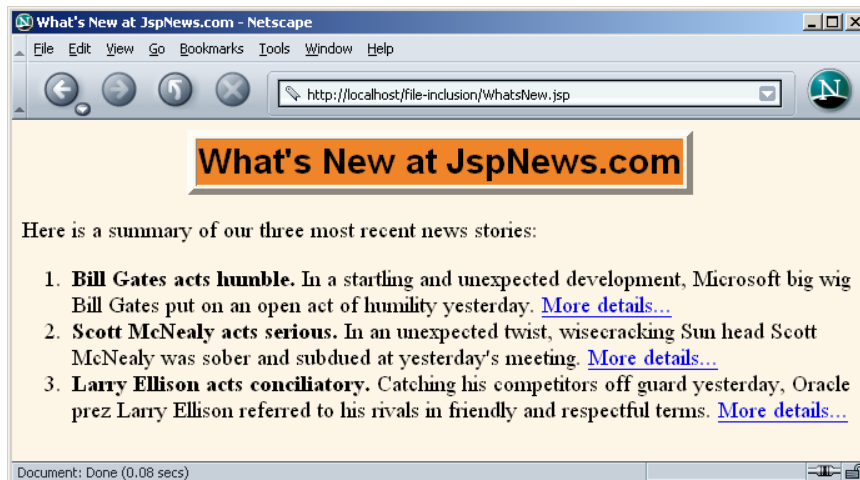 What's New at JspNews.com - Netscape
File Edit View Go Bookmarks Tools Window Help
http://localhost/file-inclusion/WhatsNew.jsp
N
What's New at JspNews.com
Here is a summary of our three most recent news stories:
1. Bill Gates acts humble. In a startling and unexpected development, Microsoft big wig
Bill Gates put on an open act of humility yesterday. More details...
2. Scott McNealy acts serious. In an unexpected twist, wisecracking Sun head Scott
McNealy was sober and subdued at yesterday's meeting. More details...
3. Larry Ellison acts conciliatory. Catching his competitors off guard yesterday, Oracle
prez Larry Ellison referred to his rivals in friendly and respectful terms. More details...
Document: Done (0.08 secs)